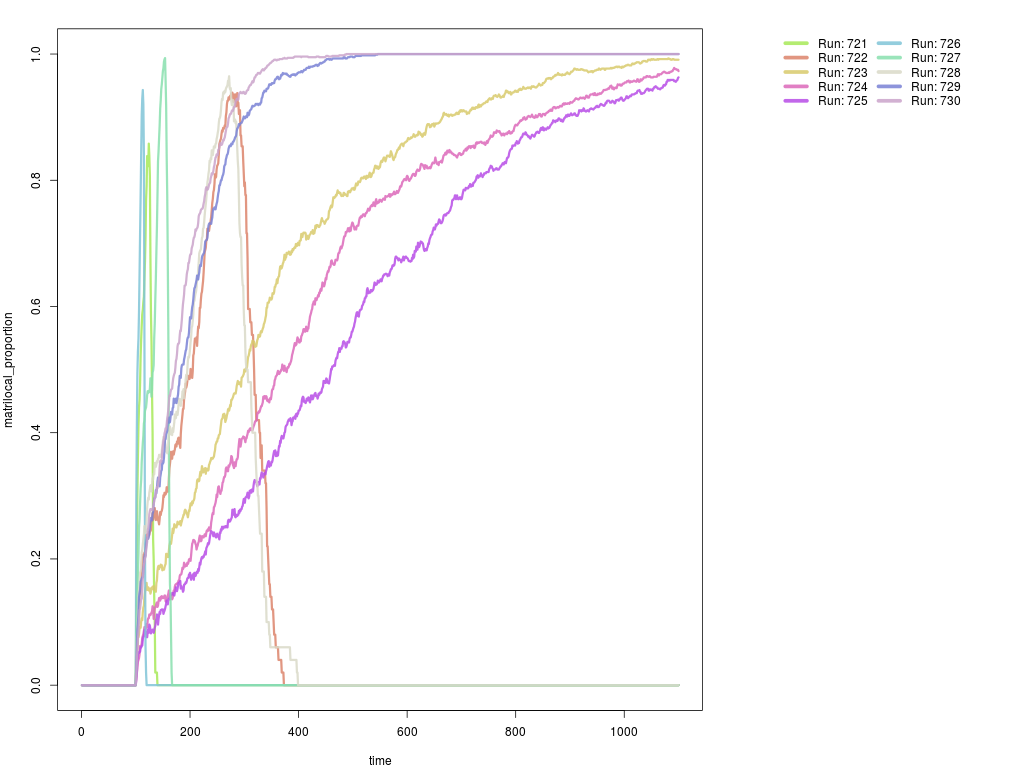 matrilocal_proportion
1.0
0.8
0.6
0.4
0.2
0.0
0 200 400 600 800 1000
time
Run: 721 Run: 726
Run: 722 Run: 727
Run: 723 Run: 728
Run: 724 Run: 729
Run: 725 Run: 730